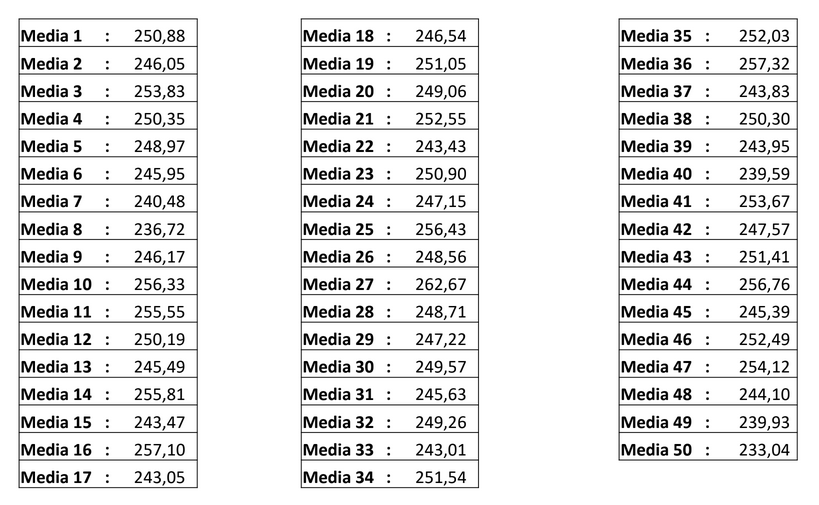 Media 1 : 250,88
Media 2 : 246,05
Media 3 : 253,83
Media 4 : 250,35
Media 5 : 248,97
Media 6 : 245,95
Media 7 : 240,48
Media 8 : 236,72
Media 9 : 246,17
Media 10 : 256,33
Media 11 : 255,55
Media 12 : 250,19
Media 13 : 245,49
Media 14 : 255,81
Media 15 : 243,47
Media 16 : 257,10
Media 17 : 243,05
Media 18 : 246,54
Media 19 : 251,05
Media 20 : 249,06
Media 21 : 252,55
Media 22 : 243,43
Media 23 : 250,90
Media 24 : 247,15
Media 25 : 256,43
Media 26 : 248,56
Media 27 : 262,67
Media 28 : 248,71
Media 29 : 247,22
Media 30 : 249,57
Media 31 : 245,63
Media 32 : 249,26
Media 33 : 243,01
Media 34 : 251,54
Media 35 : 252,03
Media 36 : 257,32
Media 37 : 243,83
Media 38 : 250,30
Media 39 : 243,95
Media 40 : 239,59
Media 41 : 253,67
Media 42 : 247,57
Media 43 : 251,41
Media 44 : 256,76
Media 45 : 245,39
Media 46 : 252,49
Media 47 : 254,12
Media 48 : 244,10
Media 49 : 239,93
Media 50 : 233,04